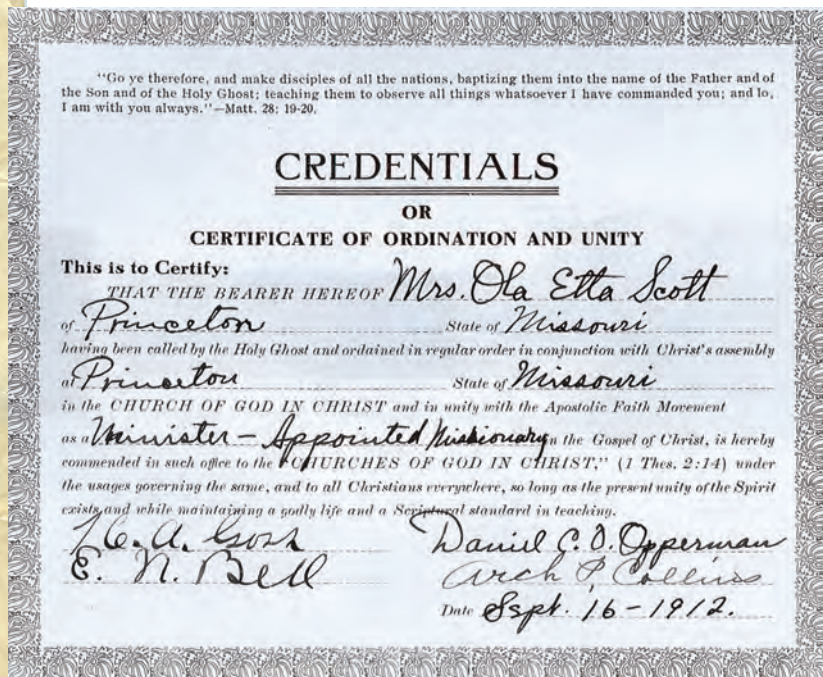 "Go ye therefore, and make disciples of all the nations, baptizing them into the name of the Father and of
the Son and of the Holy Ghost; teaching them to observe all things whatsoever I have commanded you; and lo,
I am with you always."—Matt. 28; 19-20.
CREDENTIALS
OR
CERTIFICATE OF ORDINATION AND UNITY
This is to Certify:
THAT THE BEARER HEREOF Mrs. Ola Etta Scott
of Princeton State of Missouri
having been called by the Holy Ghost and ordained in regular order in conjunction with Christ's assembly
at Princeton State of Missouri
in the CHURCH OF GOD IN CHRIST and in unity with the Apostolic Faith Movement
as a Minister - Appointed Missionary in the Gospel of Christ, is hereby
commended in such office to the "CHURCHES OF GOD IN CHRIST," (1 Thes. 2:14) under
the usages governing the same, and to all Christians everywhere, so long as the present unity of the Spirit
exists and while maintaining a godly life and a Scriptural standard in teaching.
H. A. Goss Daniel C. O. Opperman
E. N. Bell Arch P. Collins
Date Sept. 16-1912.